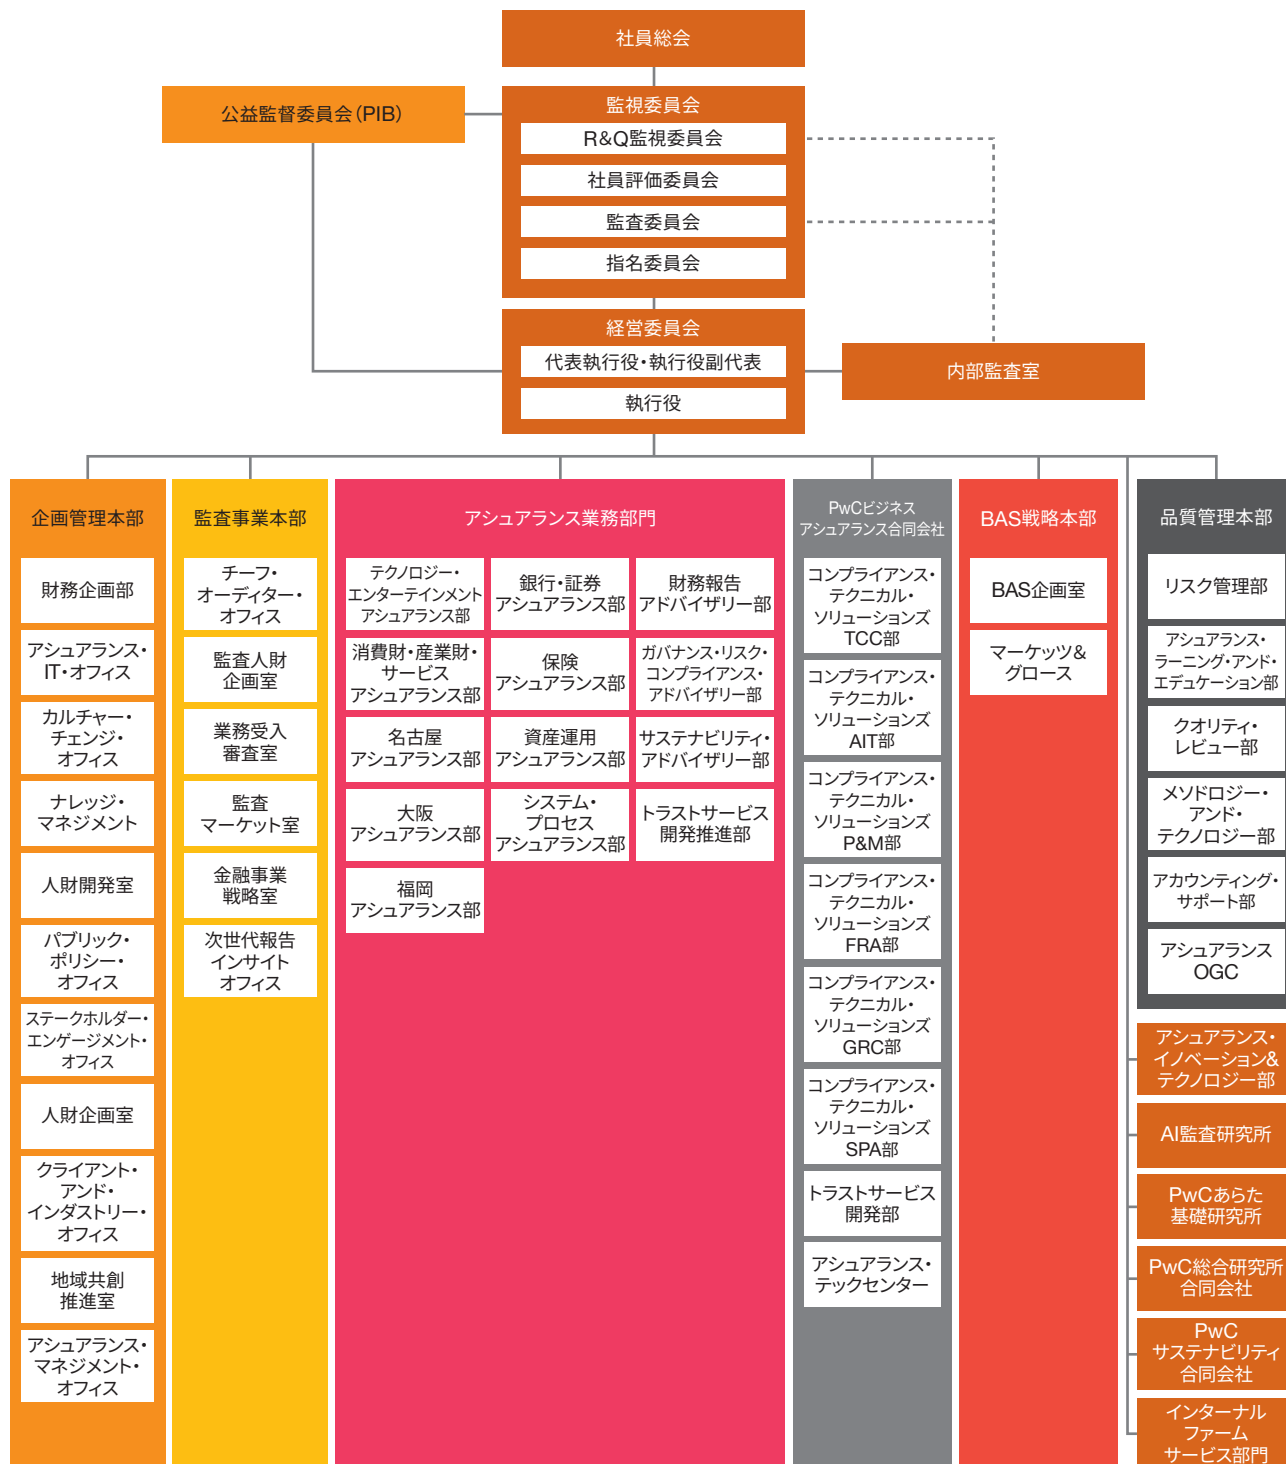 社員総会
公益監督委員会（PIB）
監視委員会
R&Q監視委員会
社員評価委員会
監査委員会
指名委員会
経営委員会
代表執行役・執行役副代表
執行役
内部監査室
企画管理本部
財務企画部
アシュアランス・
IT・オフィス
カルチャー・
チェンジ・
オフィス
ナレッジ・
マネジメント
人財開発室
パブリック・
ポリシー・
オフィス
ステークホルダー・
エンゲージメント・
オフィス
人財企画室
クライアント・
アンド・
インダストリー・
オフィス
地域共創
推進室
アシュアランス・
マネジメント・
オフィス
監査事業本部
チーフ・
オーディター・
オフィス
監査人財
企画室
業務受入
審査室
監査
マーケット室
金融事業
戦略室
次世代報告
インサイト
オフィス
アシュアランス業務部門
テクノロジー・
エンターテインメント
アシュアランス部
消費財・産業財・
サービス
アシュアランス部
名古屋
アシュアランス部
大阪
アシュアランス部
福岡
アシュアランス部
銀行・証券
アシュアランス部
保険
アシュアランス部
資産運用
アシュアランス部
システム・
プロセス
アシュアランス部
財務報告
アドバイザリー部
ガバナンス・リスク・
コンプライアンス・
アドバイザリー部
サステナビリティ・
アドバイザリー部
トラストサービス
開発推進部
PwCビジネス
アシュアランス合同会社
コンプライアンス・
テクニカル・
ソリューションズ
TCC部
コンプライアンス・
テクニカル・
ソリューションズ
AIT部
コンプライアンス・
テクニカル・
ソリューションズ
P&M部
コンプライアンス・
テクニカル・
ソリューションズ
FRA部
コンプライアンス・
テクニカル・
ソリューションズ
GRC部
コンプライアンス・
テクニカル・
ソリューションズ
SPA部
トラストサービス
開発部
アシュアランス・
テックセンター
BAS戦略本部
BAS企画室
マーケッツ&
グロース
品質管理本部
リスク管理部
アシュアランス・
ラーニング・アンド・
エデュケーション部
クオリティ・
レビュー部
メソドロジー・
アンド・
テクノロジー部
アカウンティング・
サポート部
アシュアランス
OGC
アシュアランス・
イノベーション&
テクノロジー部
AI監査研究所
PwCあらた
基礎研究所
PwC総合研究所
合同会社
PwC
サステナビリティ
合同会社
インターナル
ファーム
サービス部門